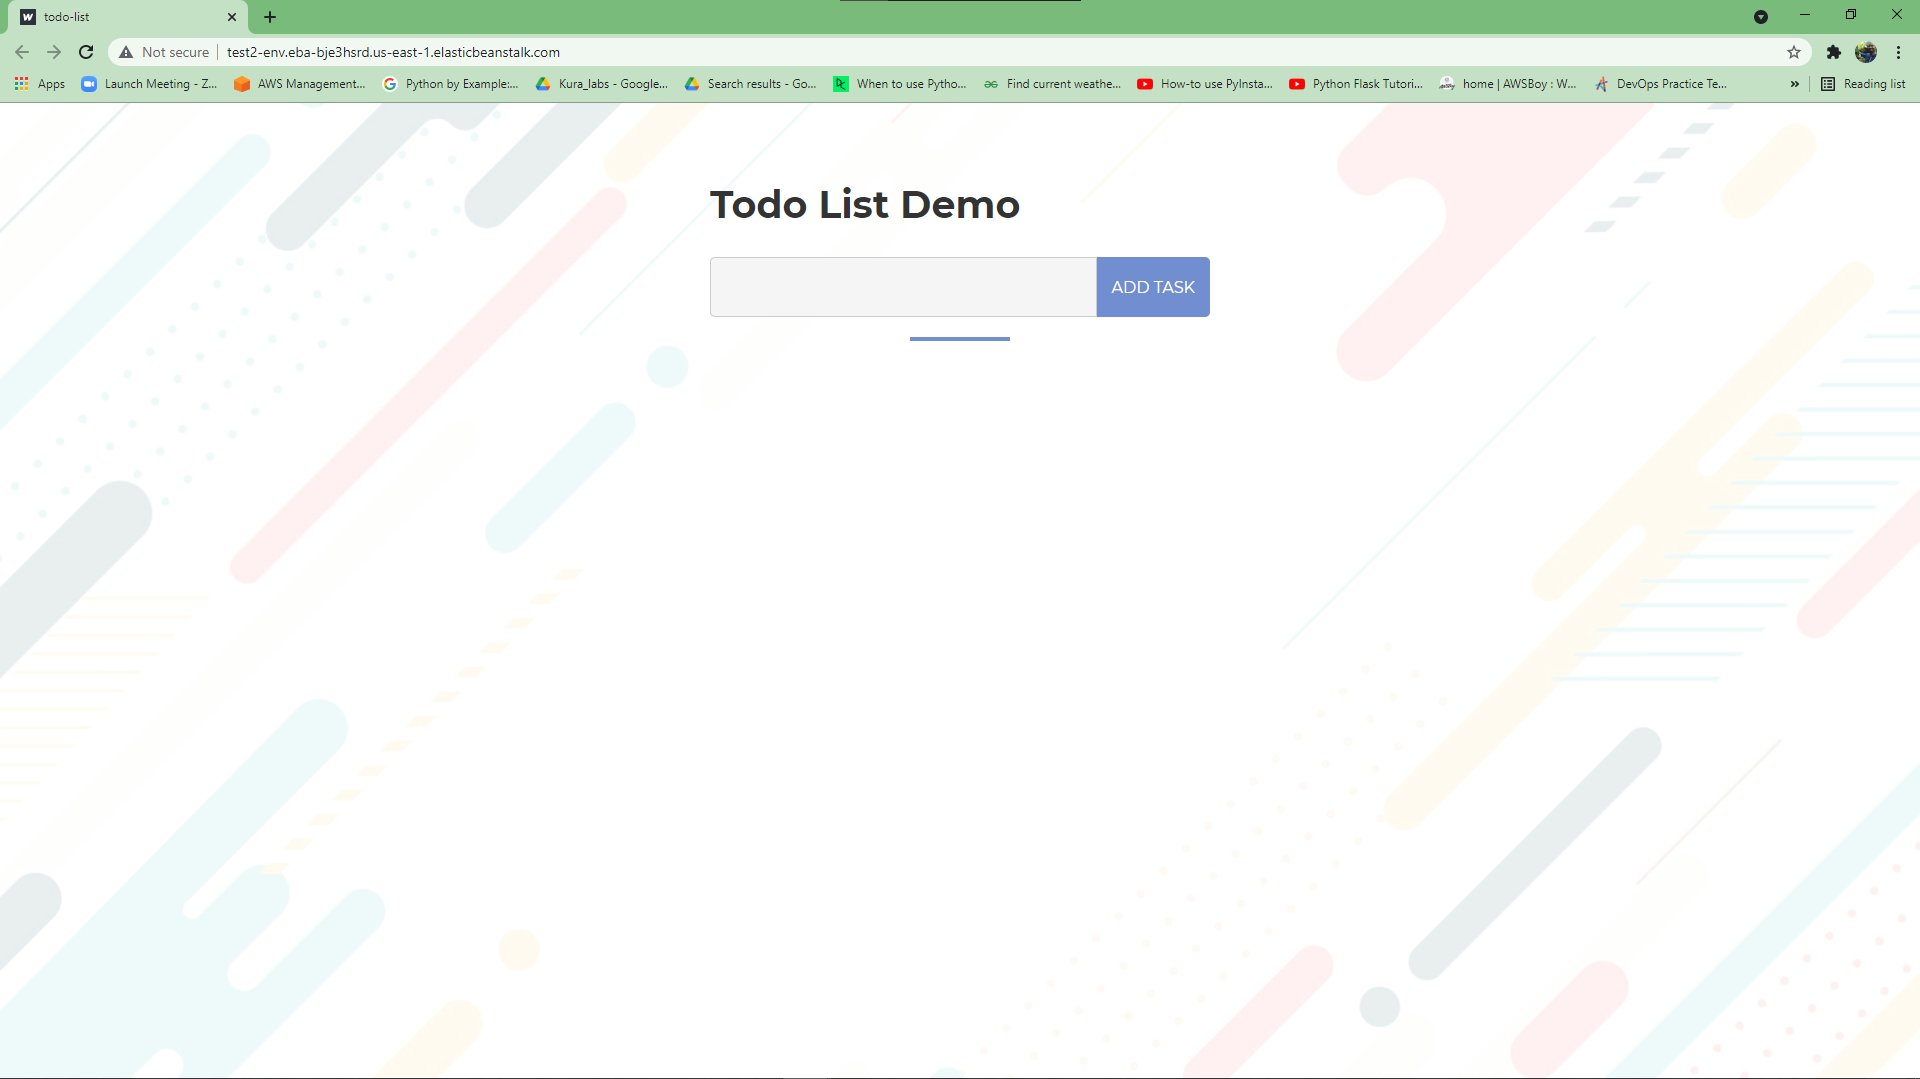 todo-list
Not secure test2-env.eba-bje3hsrd.us-east-1.elasticbeanstalk.com
Apps Launch Meeting - Z... AWS Management... Python by Example:... Kura_labs - Google... Search results - Go... When to use Pytho... Find current weathe... How-to use PyInsta... Python Flask Tutori... home | AWSBoy : W... DevOps Practice Te... » Reading list
Todo List Demo
ADD TASK